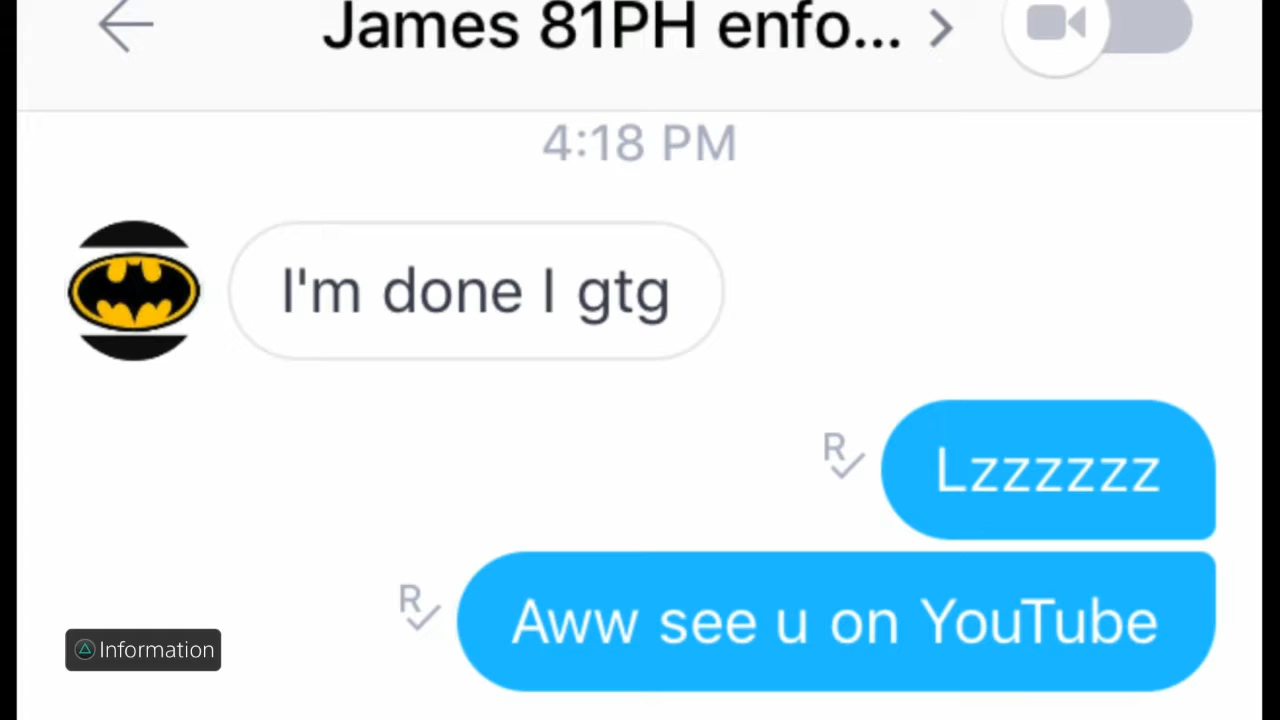 James 81PH enfo...
4:18 PM
I'm done I gtg
R
Lzzzzzz
R
Aww see u on YouTube
Information